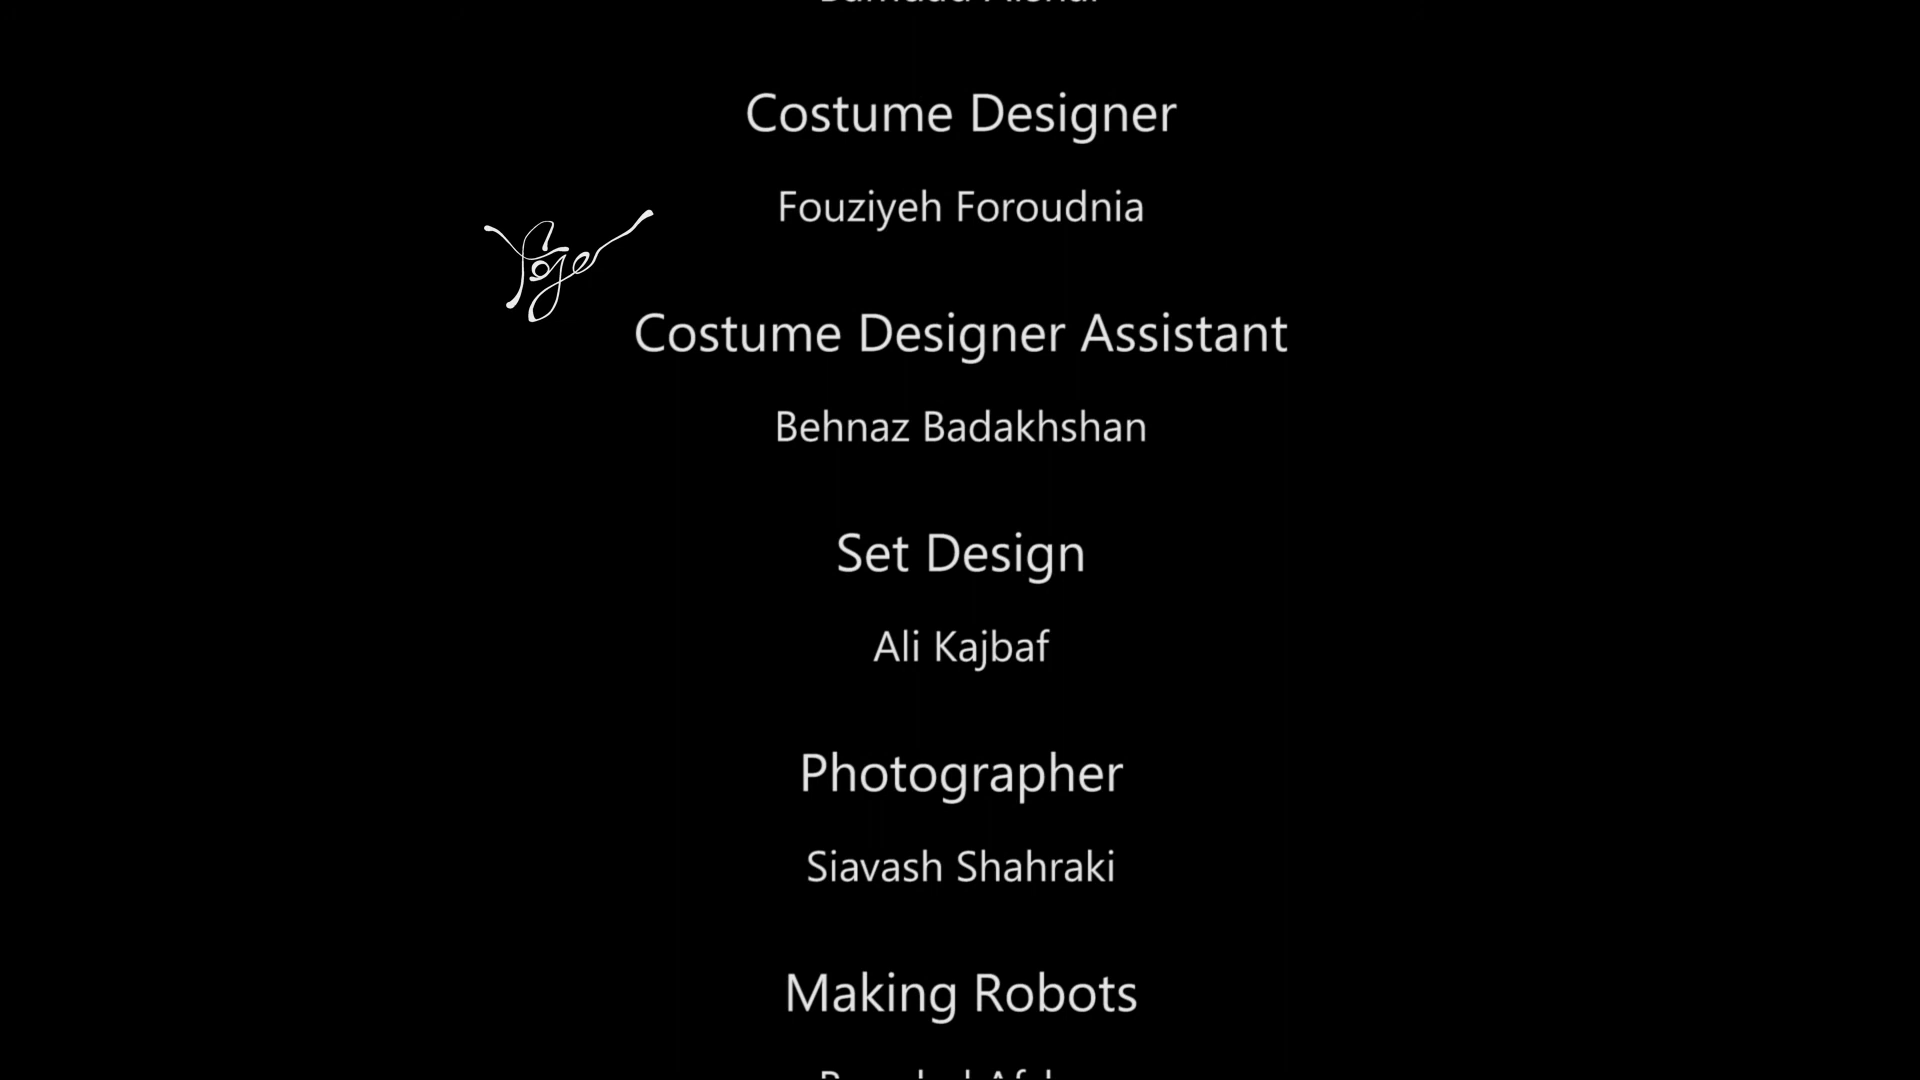 Costume Designer
Fouziyeh Foroudnia
Costume Designer Assistant
Behnaz Badakhshan
Set Design
Ali Kajbaf
Photographer
Siavash Shahraki
Making Robots